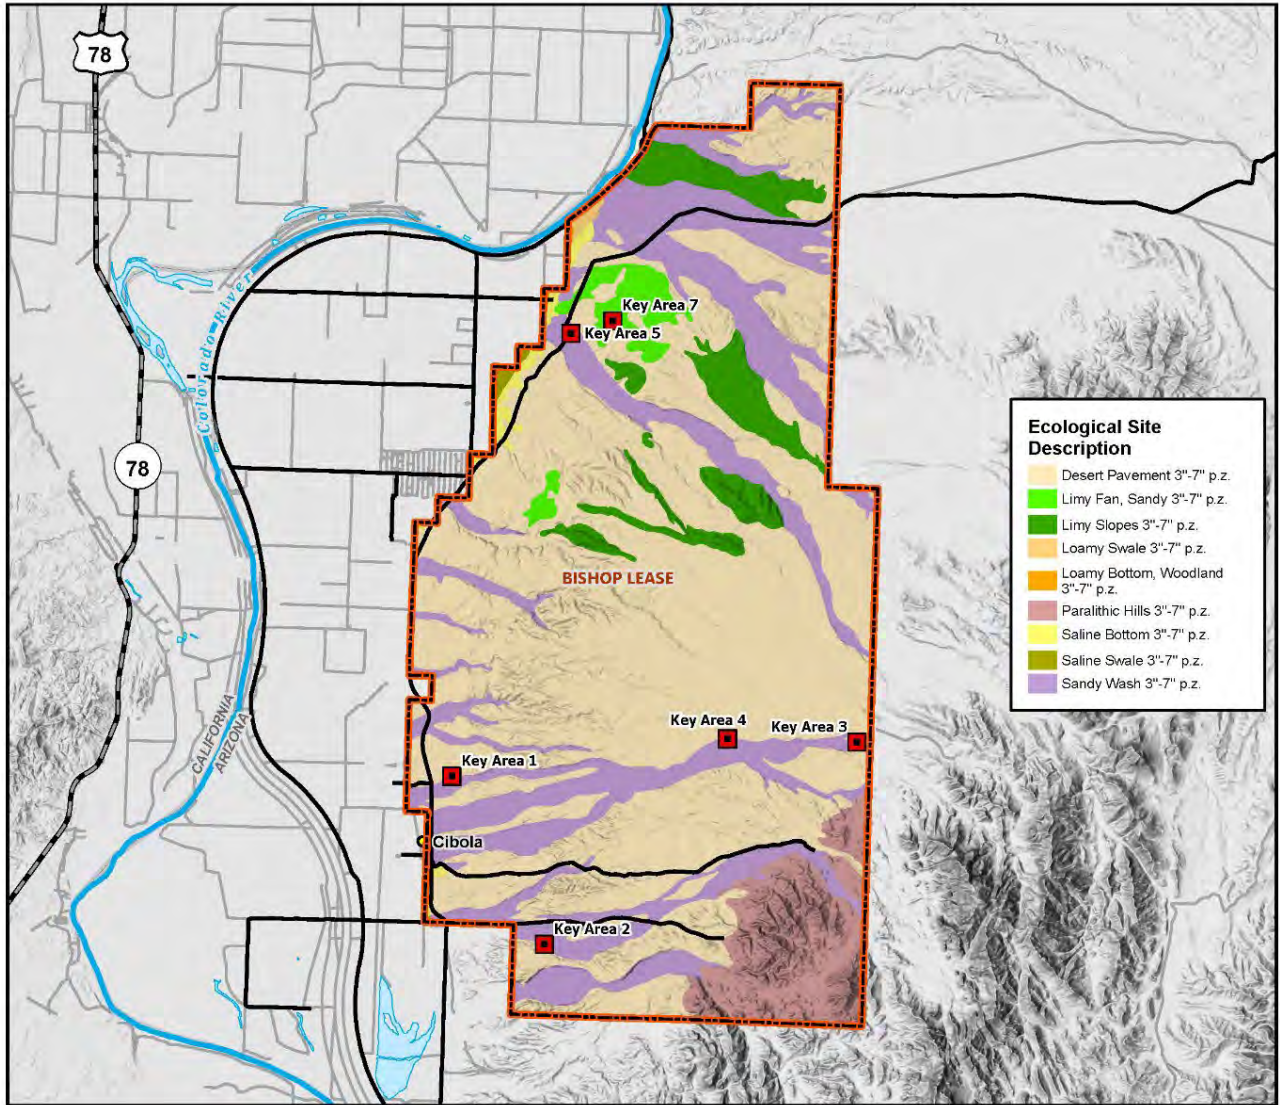 78
Colorado River
Key Area 7
Key Area 5
Ecological Site
Description
Desert Pavement 3"-7" p.z.
Limy Fan, Sandy 3"-7" p.z.
Limy Slopes 3"-7" p.z.
Loamy Swale 3"-7" p.z.
Loamy Bottom, Woodland
3"-7" p.z.
Paralithic Hills 3"-7" p.z.
Saline Bottom 3"-7" p.z.
Saline Swale 3"-7" p.z.
Sandy Wash 3"-7" p.z.
78
BISHOP LEASE
CALIFORNIA
ARIZONA
Key Area 4
Key Area 3
Key Area 1
Cibola
Key Area 2